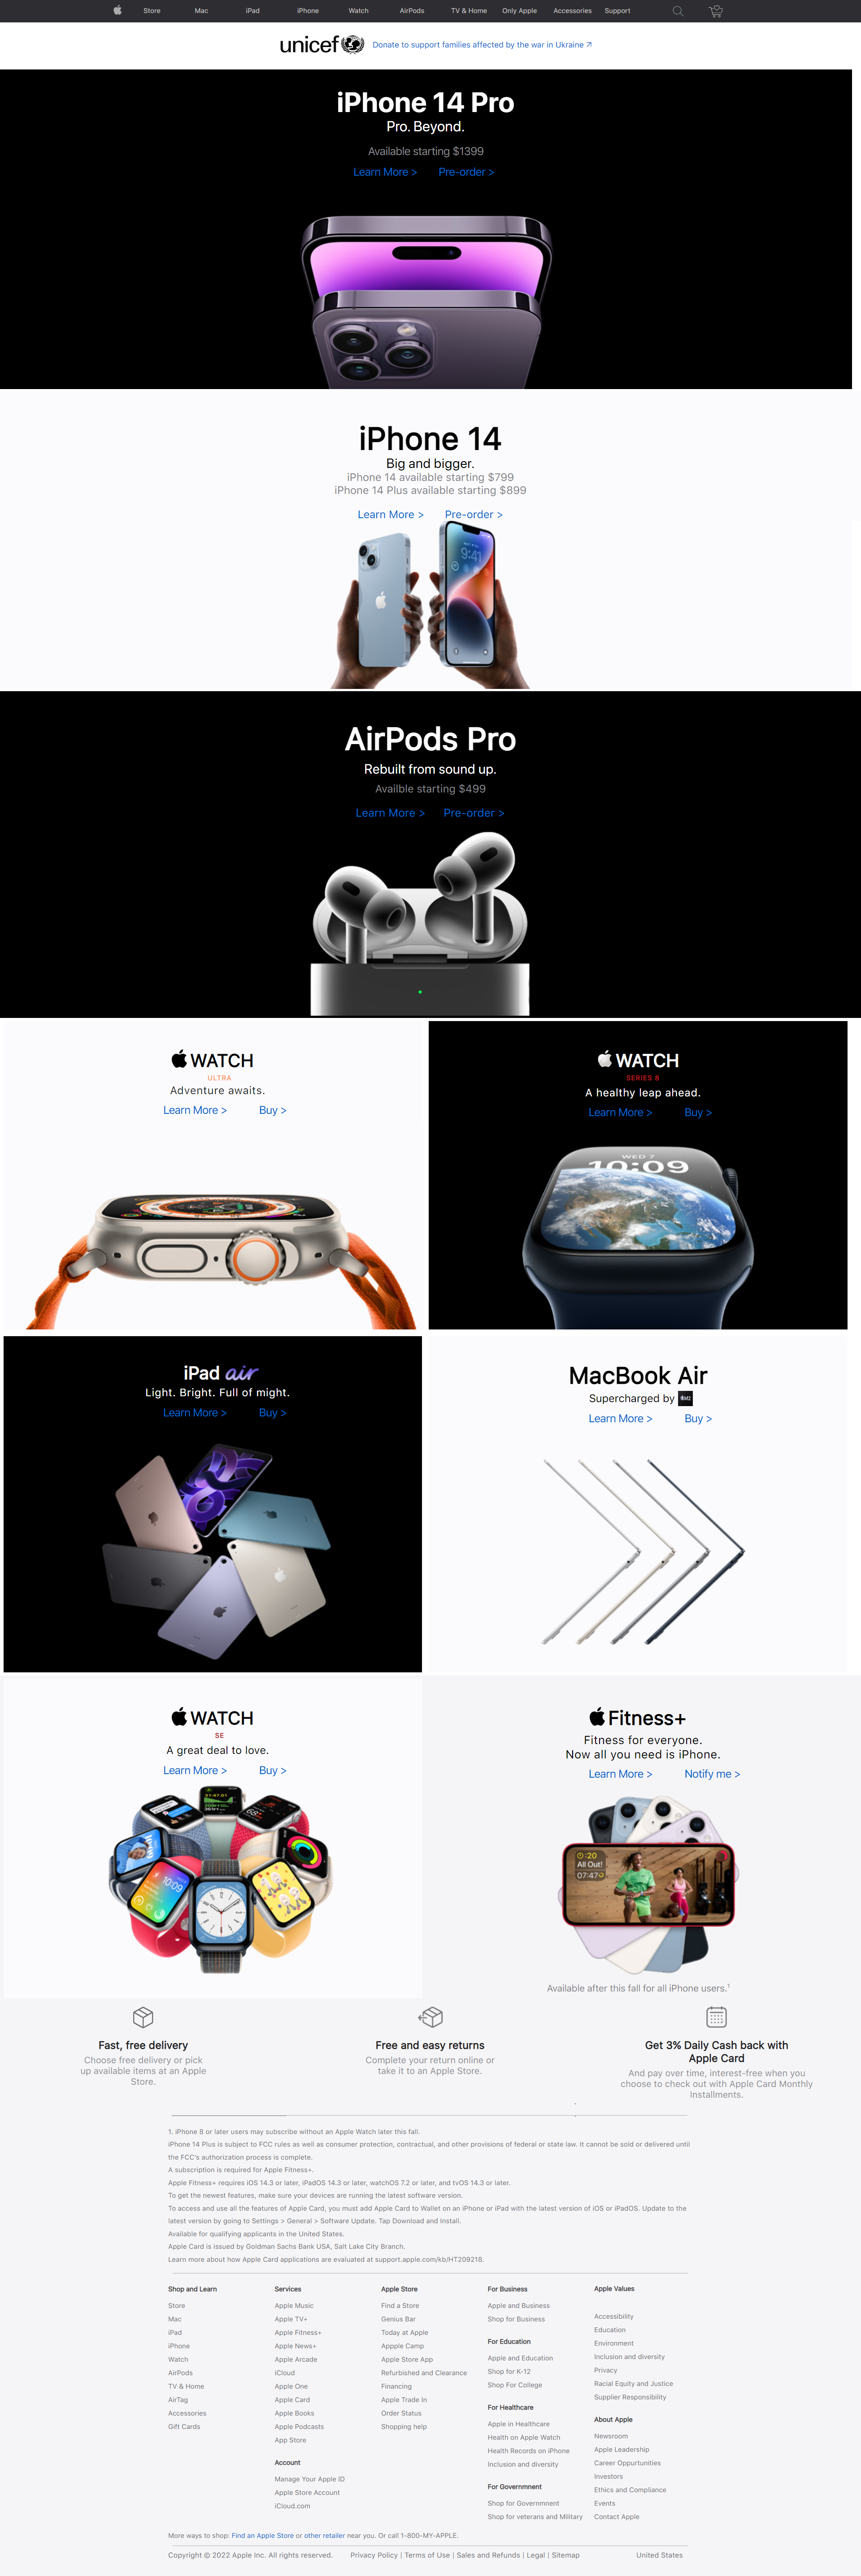 Store Mac iPad iPhone Watch AirPods TV & Home Only Apple Accessories Support
unicef Donate to support families affected by the war in Ukraine ↗
iPhone 14 Pro
Pro. Beyond.
Available starting $1399
Learn More > Pre-order >
iPhone 14
Big and bigger.
iPhone 14 available starting $799
iPhone 14 Plus available starting $899
Learn More > Pre-order >
9:41
AirPods Pro
Rebuilt from sound up.
Availble starting $499
Learn More > Pre-order >
WATCH
ULTRA
Adventure awaits.
Learn More > Buy >
WATCH
SERIES 8
A healthy leap ahead.
Learn More > Buy >
WED 7
10:09
iPad air
Light. Bright. Full of might.
Learn More > Buy >
MacBook Air
Supercharged by M2
Learn More > Buy >
WATCH
SE
A great deal to love.
Learn More > Buy >
10:09
Fitness+
Fitness for everyone.
Now all you need is iPhone.
Learn More > Notify me >
:20
All Out!
07:47
Available after this fall for all iPhone users.1
Fast, free delivery
Choose free delivery or pick
up available items at an Apple
Store.
Free and easy returns
Complete your return online or
take it to an Apple Store.
Get 3% Daily Cash back with
Apple Card
And pay over time, interest-free when you
choose to check out with Apple Card Monthly
Installments.
1. iPhone 8 or later users may subscribe without an Apple Watch later this fall.
iPhone 14 Plus is subject to FCC rules as well as consumer protection, contractual, and other provisions of federal or state law. It cannot be sold or delivered until
the FCC's authorization process is complete.
A subscription is required for Apple Fitness+.
Apple Fitness+ requires iOS 14.3 or later, iPadOS 14.3 or later, watchOS 7.2 or later, and tvOS 14.3 or later.
To get the newest features, make sure your devices are running the latest software version.
To access and use all the features of Apple Card, you must add Apple Card to Wallet on an iPhone or iPad with the latest version of iOS or iPadOS. Update to the
latest version by going to Settings > General > Software Update. Tap Download and Install.
Available for qualifying applicants in the United States.
Apple Card is issued by Goldman Sachs Bank USA, Salt Lake City Branch.
Learn more about how Apple Card applications are evaluated at support.apple.com/kb/HT209218.
Shop and Learn
Store
Mac
iPad
iPhone
Watch
AirPods
TV & Home
AirTag
Accessories
Gift Cards
Services
Apple Music
Apple TV+
Apple Fitness+
Apple News+
Apple Arcade
iCloud
Apple One
Apple Card
Apple Books
Apple Podcasts
App Store
Account
Manage Your Apple ID
Apple Store Account
iCloud.com
Apple Store
Find a Store
Genius Bar
Today at Apple
Appple Camp
Apple Store App
Refurbished and Clearance
Financing
Apple Trade In
Order Status
Shopping help
For Business
Apple and Business
Shop for Business
For Education
Apple and Education
Shop for K-12
Shop For College
For Healthcare
Apple in Healthcare
Health on Apple Watch
Health Records on iPhone
Inclusion and diversity
For Governmnent
Shop for Governmnent
Shop for veterans and Military
Apple Values
Accessibility
Education
Environment
Inclusion and diversity
Privacy
Racial Equity and Justice
Supplier Responsibility
About Apple
Newsroom
Apple Leadership
Career Oppurtunities
Investors
Ethics and Compliance
Events
Contact Apple
More ways to shop: Find an Apple Store or other retailer near you. Or call 1-800-MY-APPLE.
Copyright © 2022 Apple Inc. All rights reserved. Privacy Policy | Terms of Use | Sales and Refunds | Legal | Sitemap United States